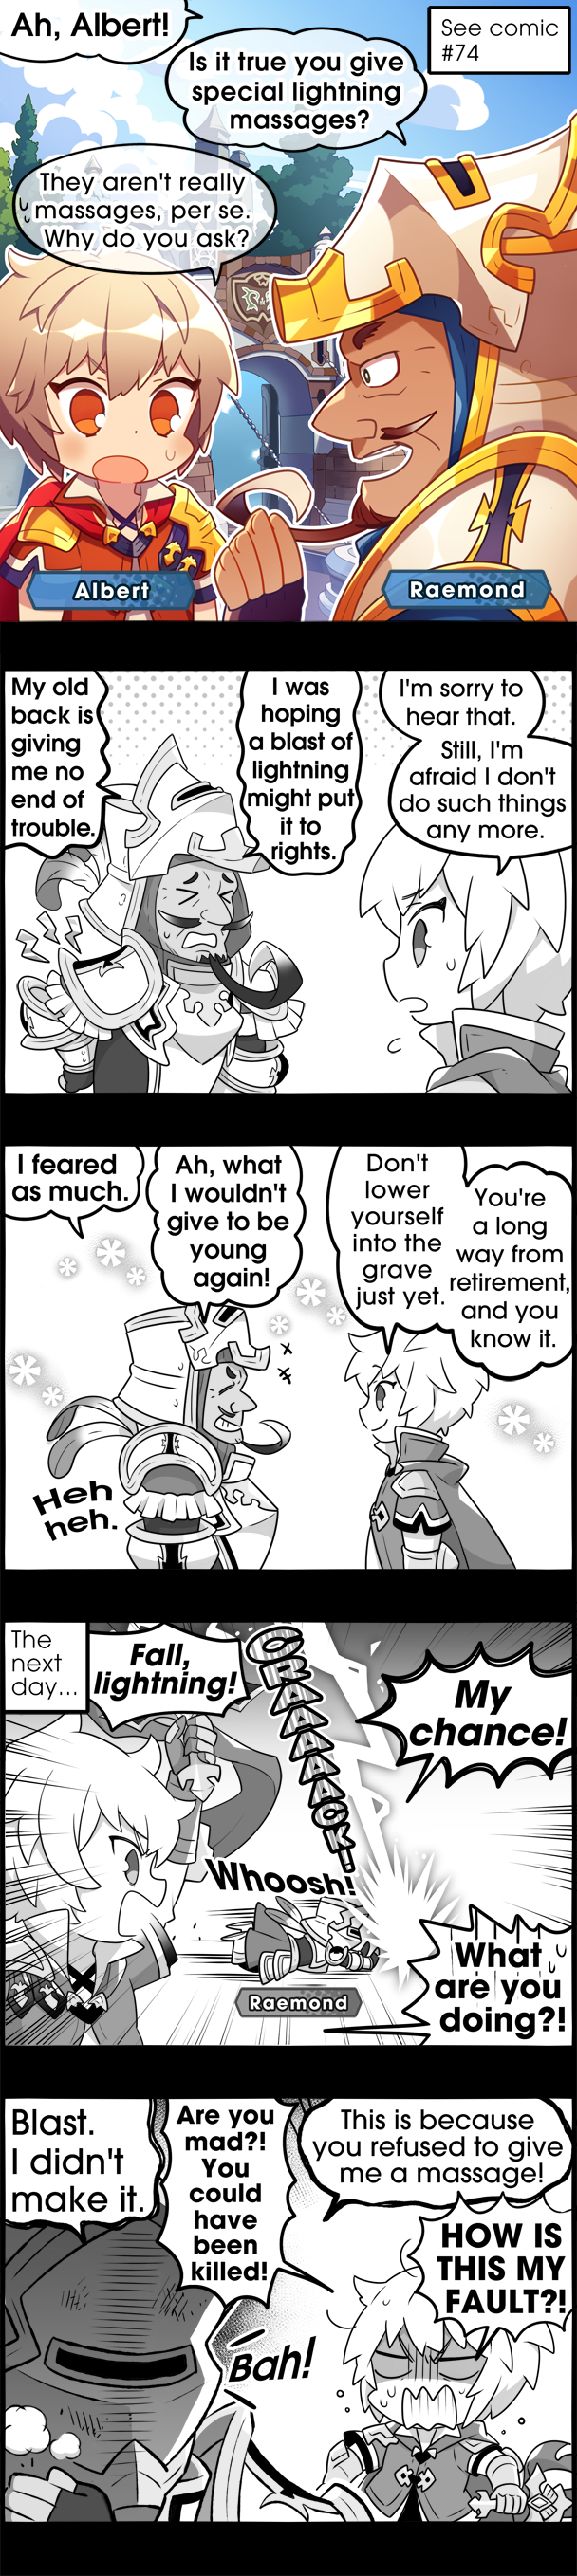 Ah, Albert!
See comic
#74
Is it true you give
special lightning
massages?
They aren't really
massages, per se.
Why do you ask?
Albert
Raemond
My old
back is
giving
me no
end of
trouble.
I was
hoping
a blast of
lightning
might put
it to
rights.
I'm sorry to
hear that.
Still, I'm
afraid I don't
do such things
any more.
I feared
as much.
Ah, what
I wouldn't
give to be
young
again!
Don't
lower
yourself
into the
grave
just yet.
You're
a long
way from
retirement,
and you
know it.
Heh
heh.
The
next
day...
Fall,
lightning!
CRAAAAACK!
My
chance!
Whoosh!
Raemond
What
are you
doing?!
Blast.
I didn't
make it.
Are you
mad?!
You
could
have
been
killed!
This is because
you refused to give
me a massage!
HOW IS
THIS MY
FAULT?!
Bah!